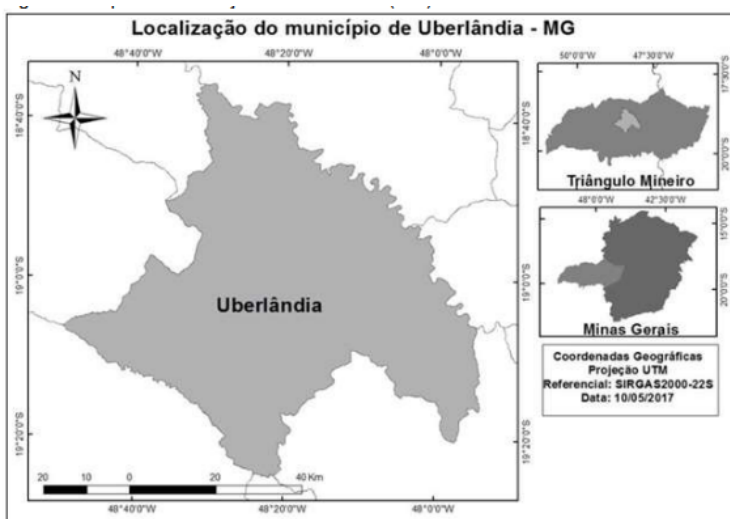 Localização do município de Uberlândia - MG
48°40'0"W 48°20'0"W 48°0'0"W
N
18°40'0"S
18°40'0"S
19°0'0"S
19°0'0"S
19°20'0"S
19°20'0"S
Uberlândia
20 10 0 20 40 Km
48°40'0"W 48°20'0"W 48°0'0"W
50°0'0"W 47°30'0"W
20°0'0"S
Triângulo Mineiro
48°0'0"W 42°30'0"W
15°0'0"S
20°0'0"S
Minas Gerais
Coordenadas Geográficas
Projeção UTM
Referencial: SIRGAS2000-22S
Data: 10/05/2017